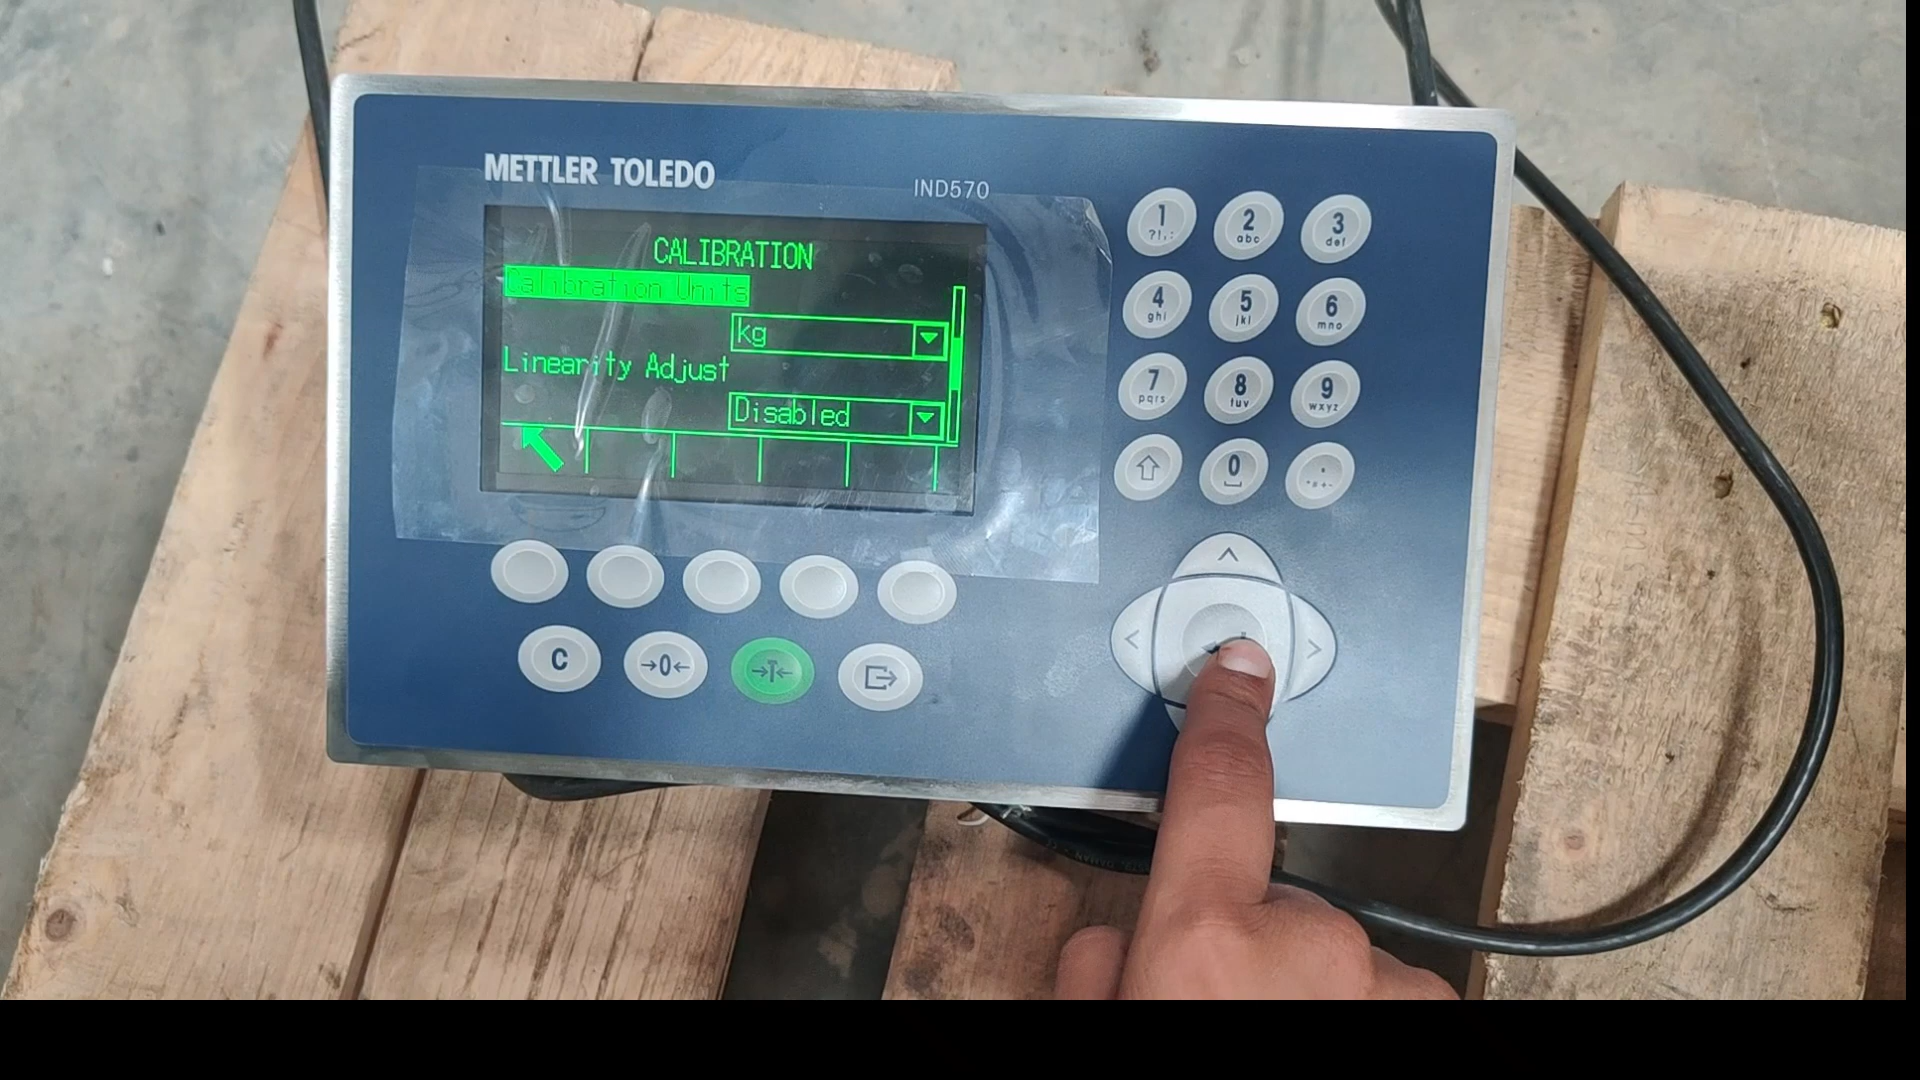 METTLER TOLEDO
IND570
CALIBRATION
Calibration Units
kg
Linearity Adjust
Disabled
1
?!,:
2
abc
3
def
4
ghi
5
jkl
6
mno
7
pqrs
8
tuv
9
wxyz
0
C
→0←
→T←